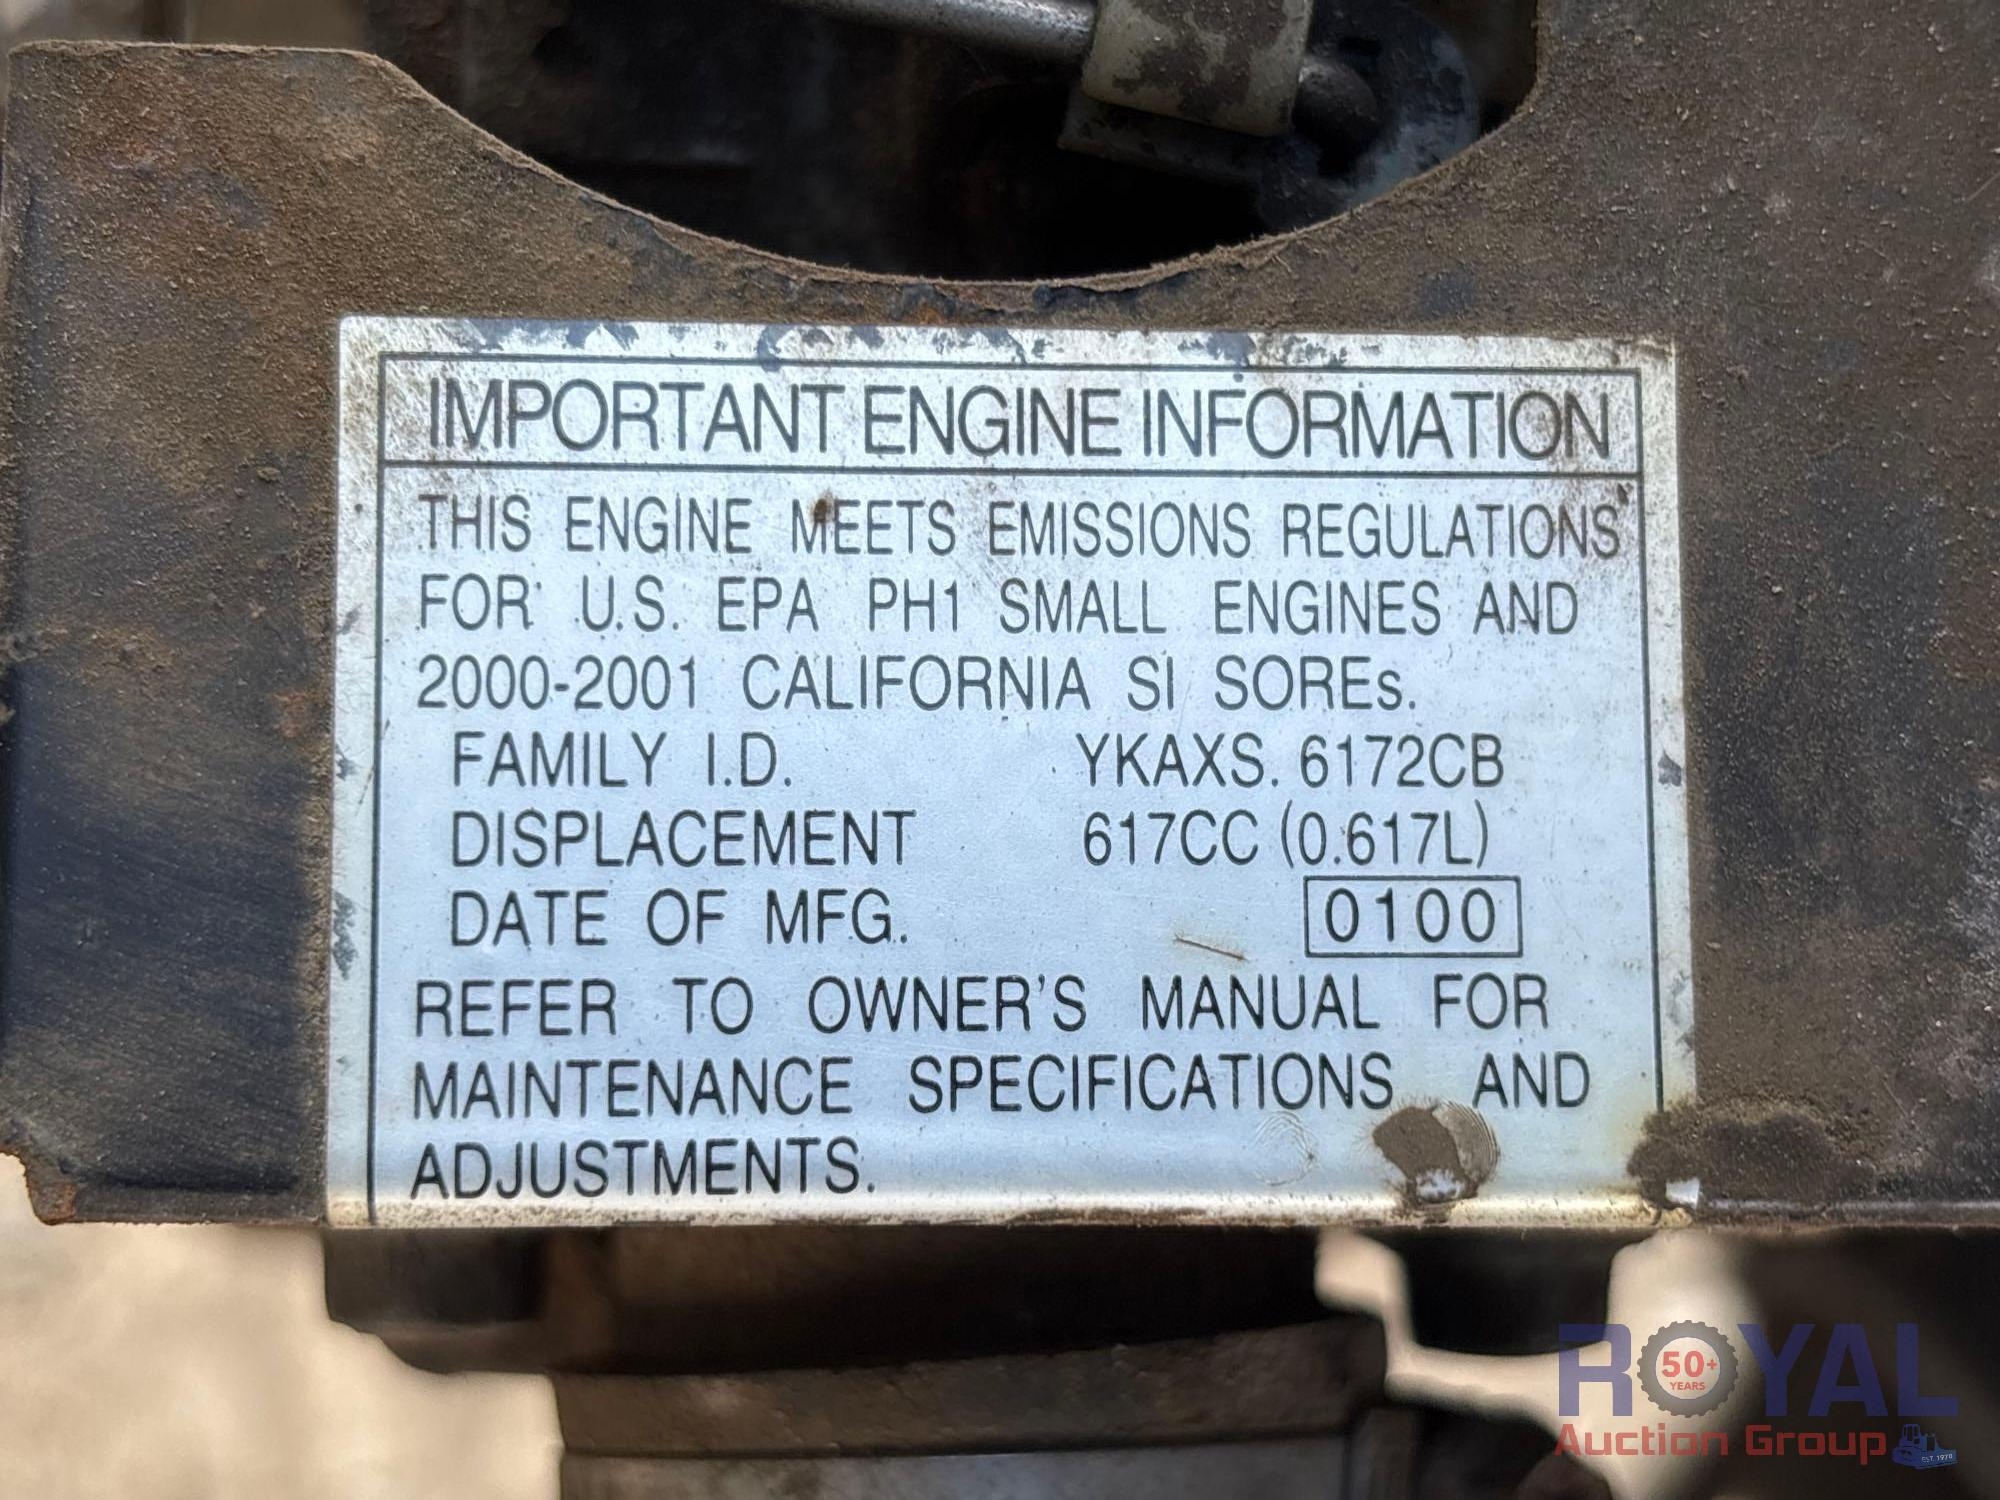 IMPORTANT ENGINE INFORMATION
THIS ENGINE MEETS EMISSIONS REGULATIONS
FOR U.S. EPA PH1 SMALL ENGINES AND
2000-2001 CALIFORNIA SI SOREs.
FAMILY I.D. YKAXS. 6172CB
DISPLACEMENT 617CC (0.617L)
DATE OF MFG. 0100
REFER TO OWNER'S MANUAL FOR
MAINTENANCE SPECIFICATIONS AND
ADJUSTMENTS.
ROYAL
50+
YEARS
Auction Group
EST. 1970